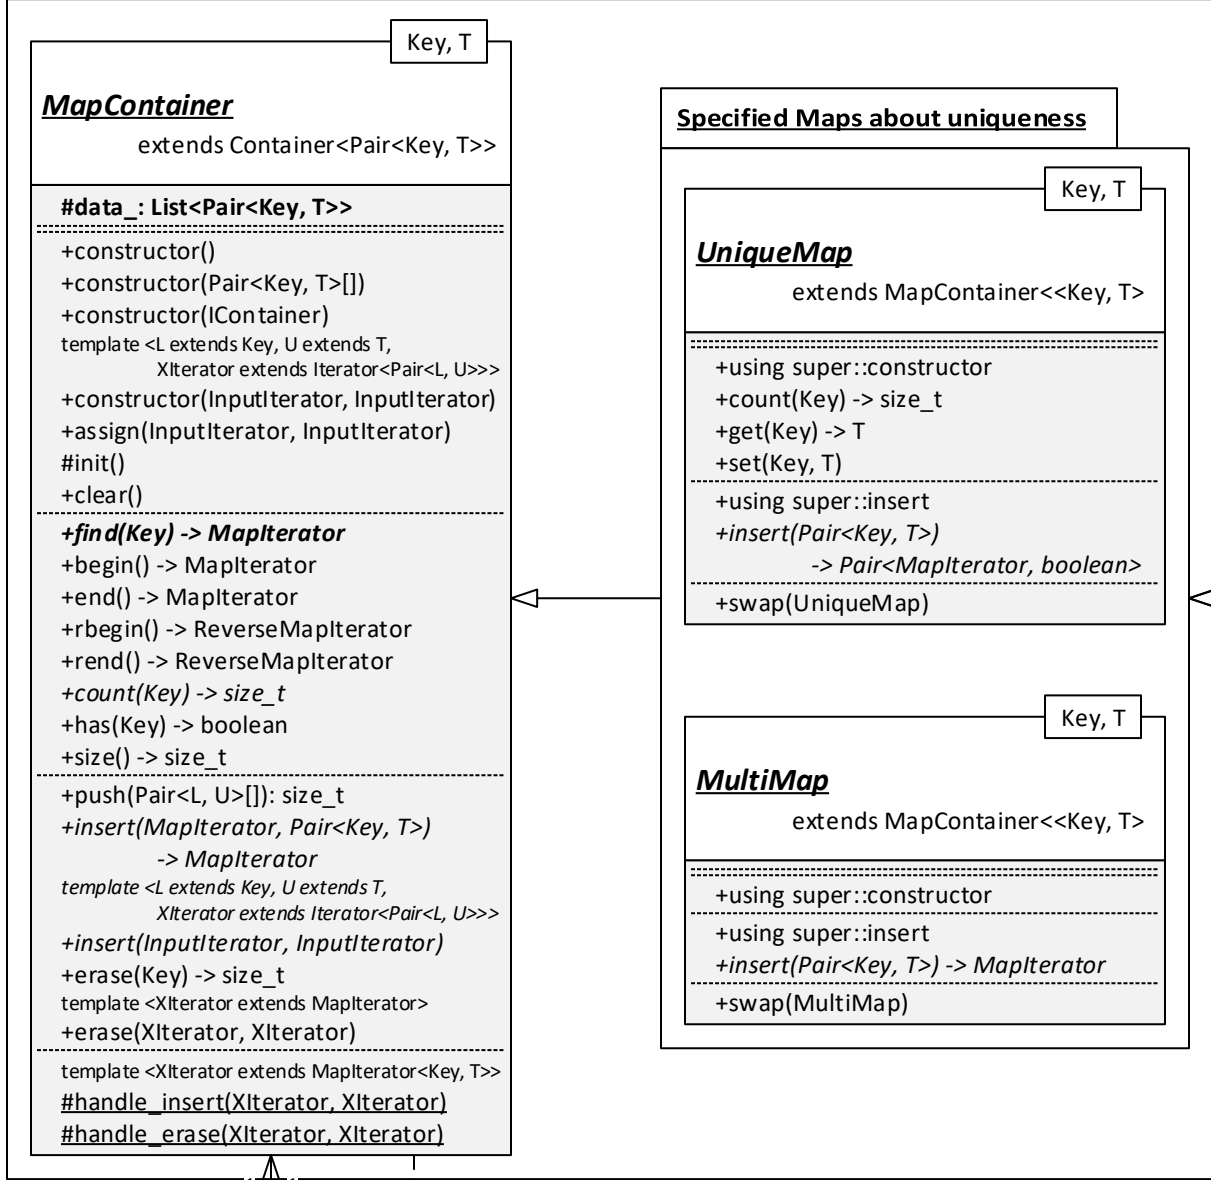 Key, T
MapContainer
extends Container<Pair<Key, T>>
#data_: List<Pair<Key, T>>
+constructor()
+constructor(Pair<Key, T>[])
+constructor(IContainer)
template <L extends Key, U extends T,
XIterator extends Iterator<Pair<L, U>>>
+constructor(InputIterator, InputIterator)
+assign(InputIterator, InputIterator)
#init()
+clear()
+find(Key) -> MapIterator
+begin() -> MapIterator
+end() -> MapIterator
+rbegin() -> ReverseMapIterator
+rend() -> ReverseMapIterator
+count(Key) -> size_t
+has(Key) -> boolean
+size() -> size_t
+push(Pair<L, U>[]): size_t
+insert(MapIterator, Pair<Key, T>)
-> MapIterator
template <L extends Key, U extends T,
XIterator extends Iterator<Pair<L, U>>>
+insert(InputIterator, InputIterator)
+erase(Key) -> size_t
template <XIterator extends MapIterator>
+erase(XIterator, XIterator)
template <XIterator extends MapIterator<Key, T>>
#handle_insert(XIterator, XIterator)
#handle_erase(XIterator, XIterator)
Specified Maps about uniqueness
Key, T
UniqueMap
extends MapContainer<<Key, T>
+using super::constructor
+count(Key) -> size_t
+get(Key) -> T
+set(Key, T)
+using super::insert
+insert(Pair<Key, T>)
-> Pair<MapIterator, boolean>
+swap(UniqueMap)
Key, T
MultiMap
extends MapContainer<<Key, T>
+using super::constructor
+using super::insert
+insert(Pair<Key, T>) -> MapIterator
+swap(MultiMap)